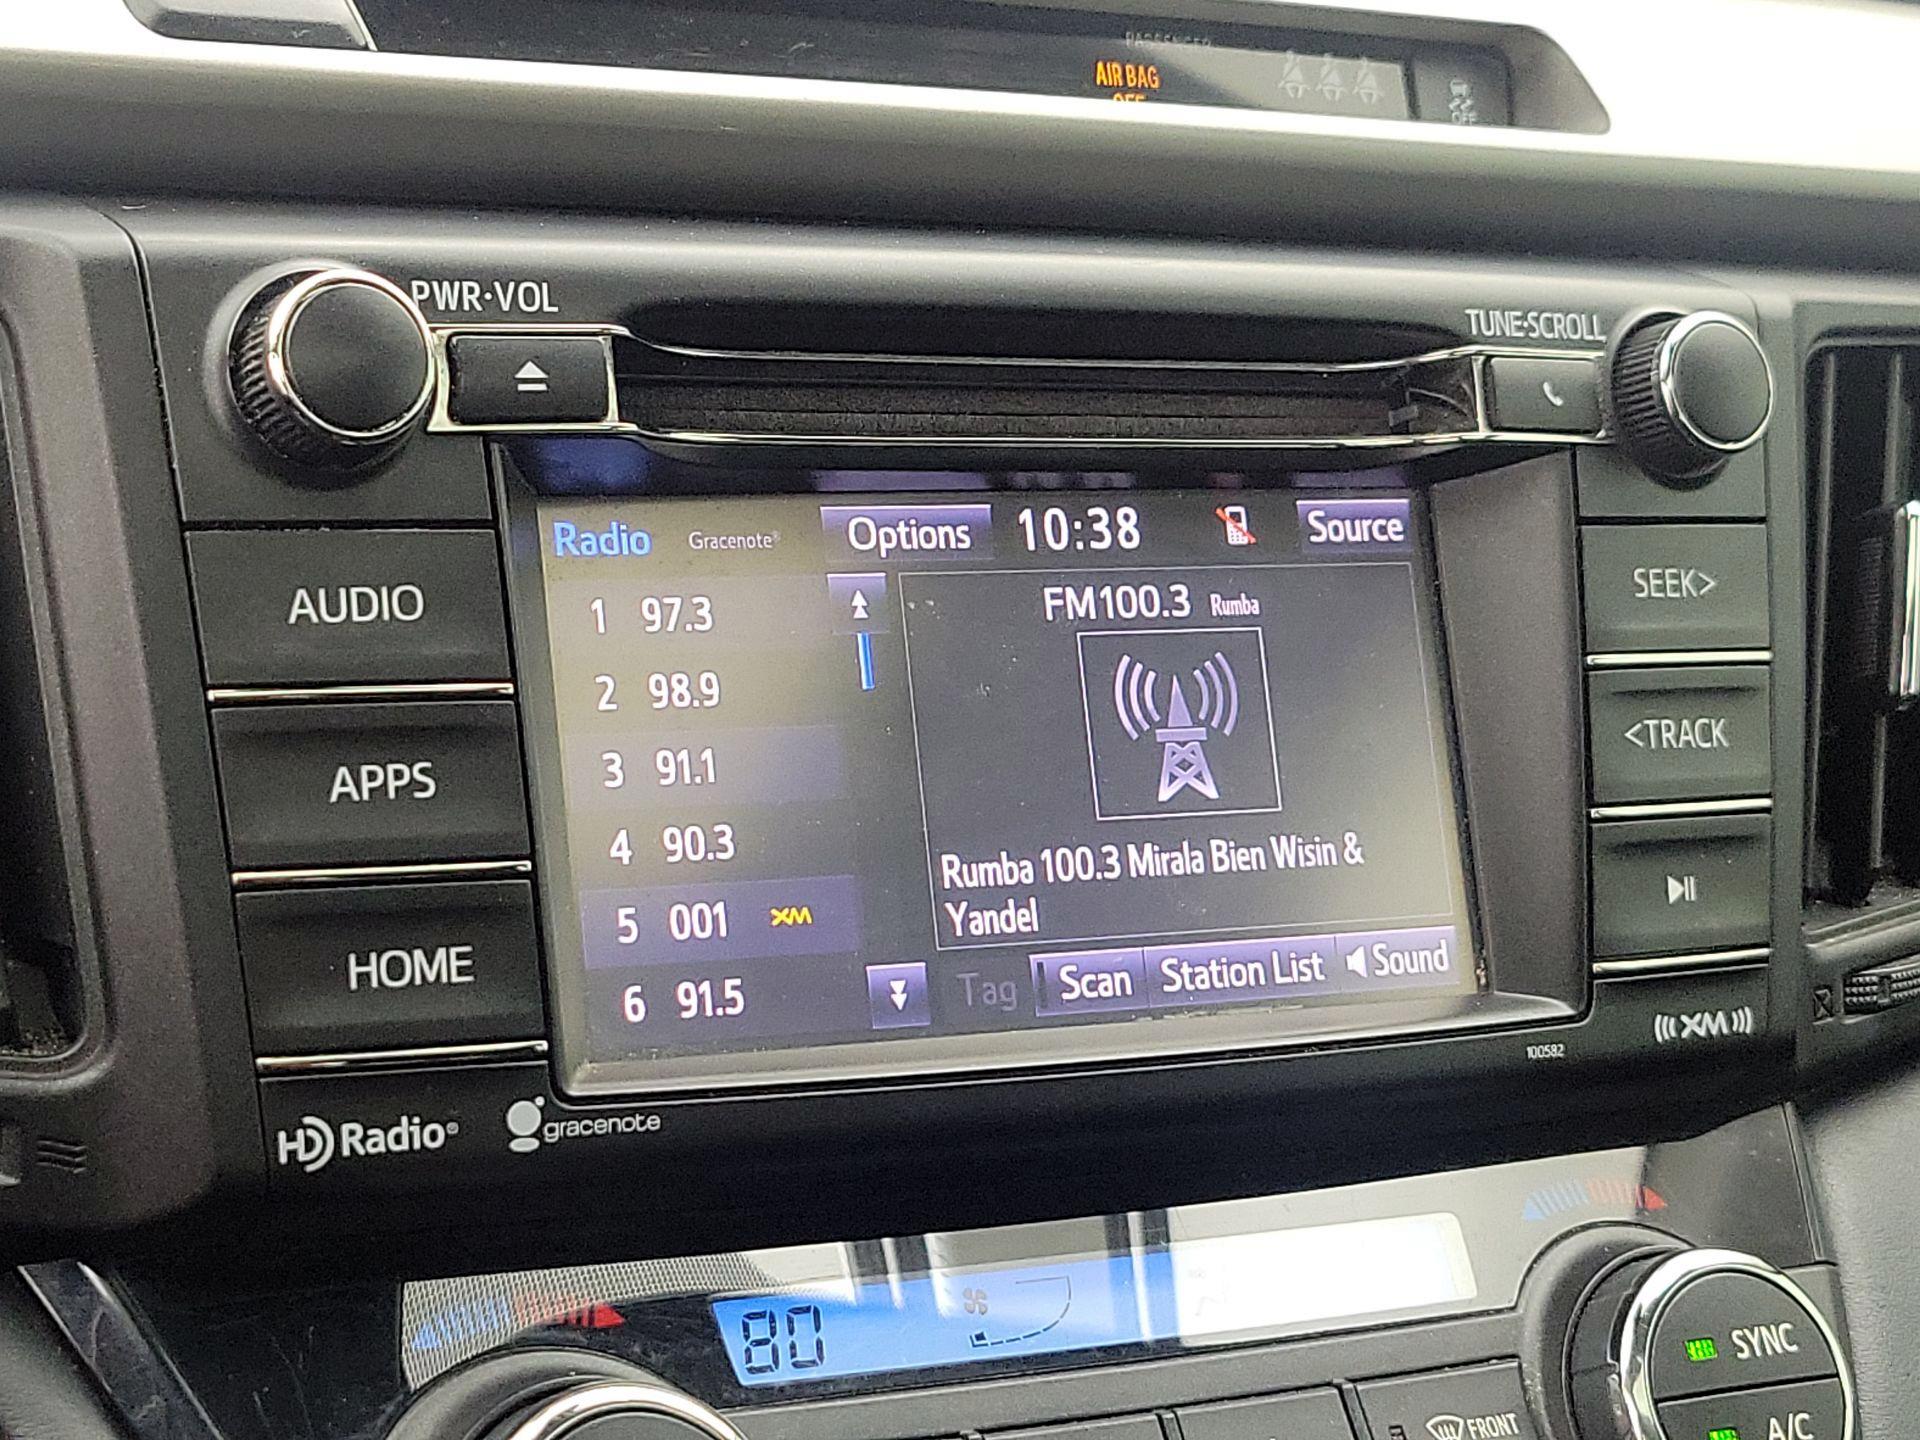 PASSENGER
AIR BAG
OFF
OFF
PWR•VOL
TUNE•SCROLL
Radio Gracenote® Options 10:38 Source
1 97.3
2 98.9
3 91.1
4 90.3
5 001 XM
6 91.5
FM100.3 Rumba
Rumba 100.3 Mirala Bien Wisin &
Yandel
Tag Scan Station List Sound
AUDIO
APPS
HOME
SEEK>
<TRACK
((( XM )))
100582
HD Radio®
gracenote
80
SYNC
FRONT
A/C